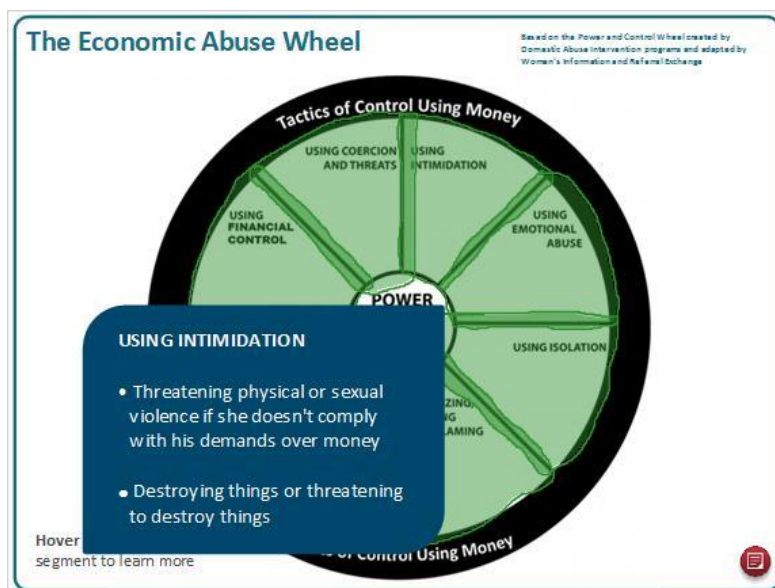 The Economic Abuse Wheel
Based on the Power and Control Wheel created by
Domestic Abuse Intervention programs and adapted by
Women's Information and Referral Exchange
Tactics of Control Using Money
USING COERCION
AND THREATS
USING
INTIMIDATION
USING
FINANCIAL
CONTROL
USING
EMOTIONAL
ABUSE
POWER
USING ISOLATION
USING INTIMIDATION
• Threatening physical or sexual
violence if she doesn't comply
with his demands over money
• Destroying things or threatening
to destroy things
ZING,
NG
LAMING
of Control Using Money
Hover
segment to learn more